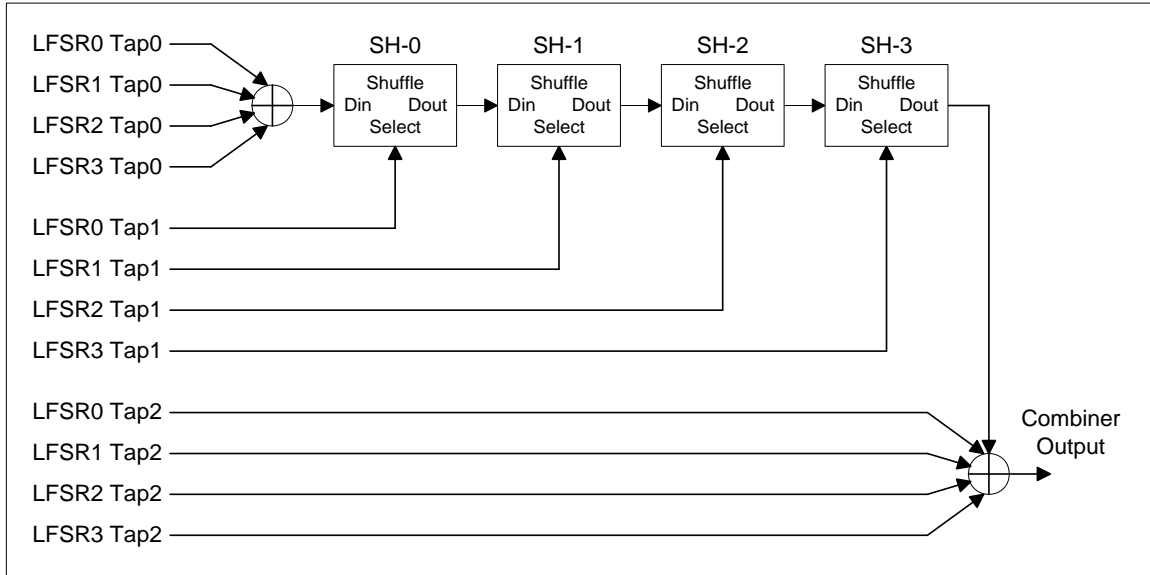 LFSR0 Tap0
LFSR1 Tap0
LFSR2 Tap0
LFSR3 Tap0
SH-0
SH-1
SH-2
SH-3
Shuffle
Din Dout
Select
Shuffle
Din Dout
Select
Shuffle
Din Dout
Select
Shuffle
Din Dout
Select
LFSR0 Tap1
LFSR1 Tap1
LFSR2 Tap1
LFSR3 Tap1
LFSR0 Tap2
LFSR1 Tap2
LFSR2 Tap2
LFSR3 Tap2
Combiner
Output